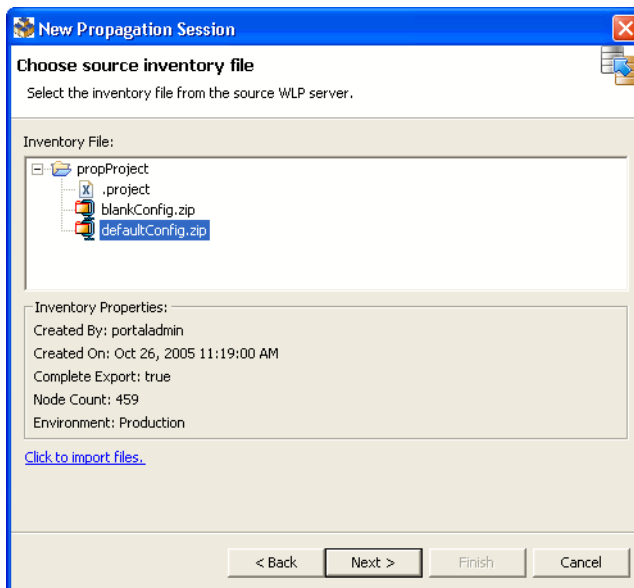 New Propagation Session
Choose source inventory file
Select the inventory file from the source WLP server.
Inventory File:
propProject
.project
blankConfig.zip
defaultConfig.zip
Inventory Properties:
Created By: portaladmin
Created On: Oct 26, 2005 11:19:00 AM
Complete Export: true
Node Count: 459
Environment: Production
Click to import files.
< Back Next > Finish Cancel